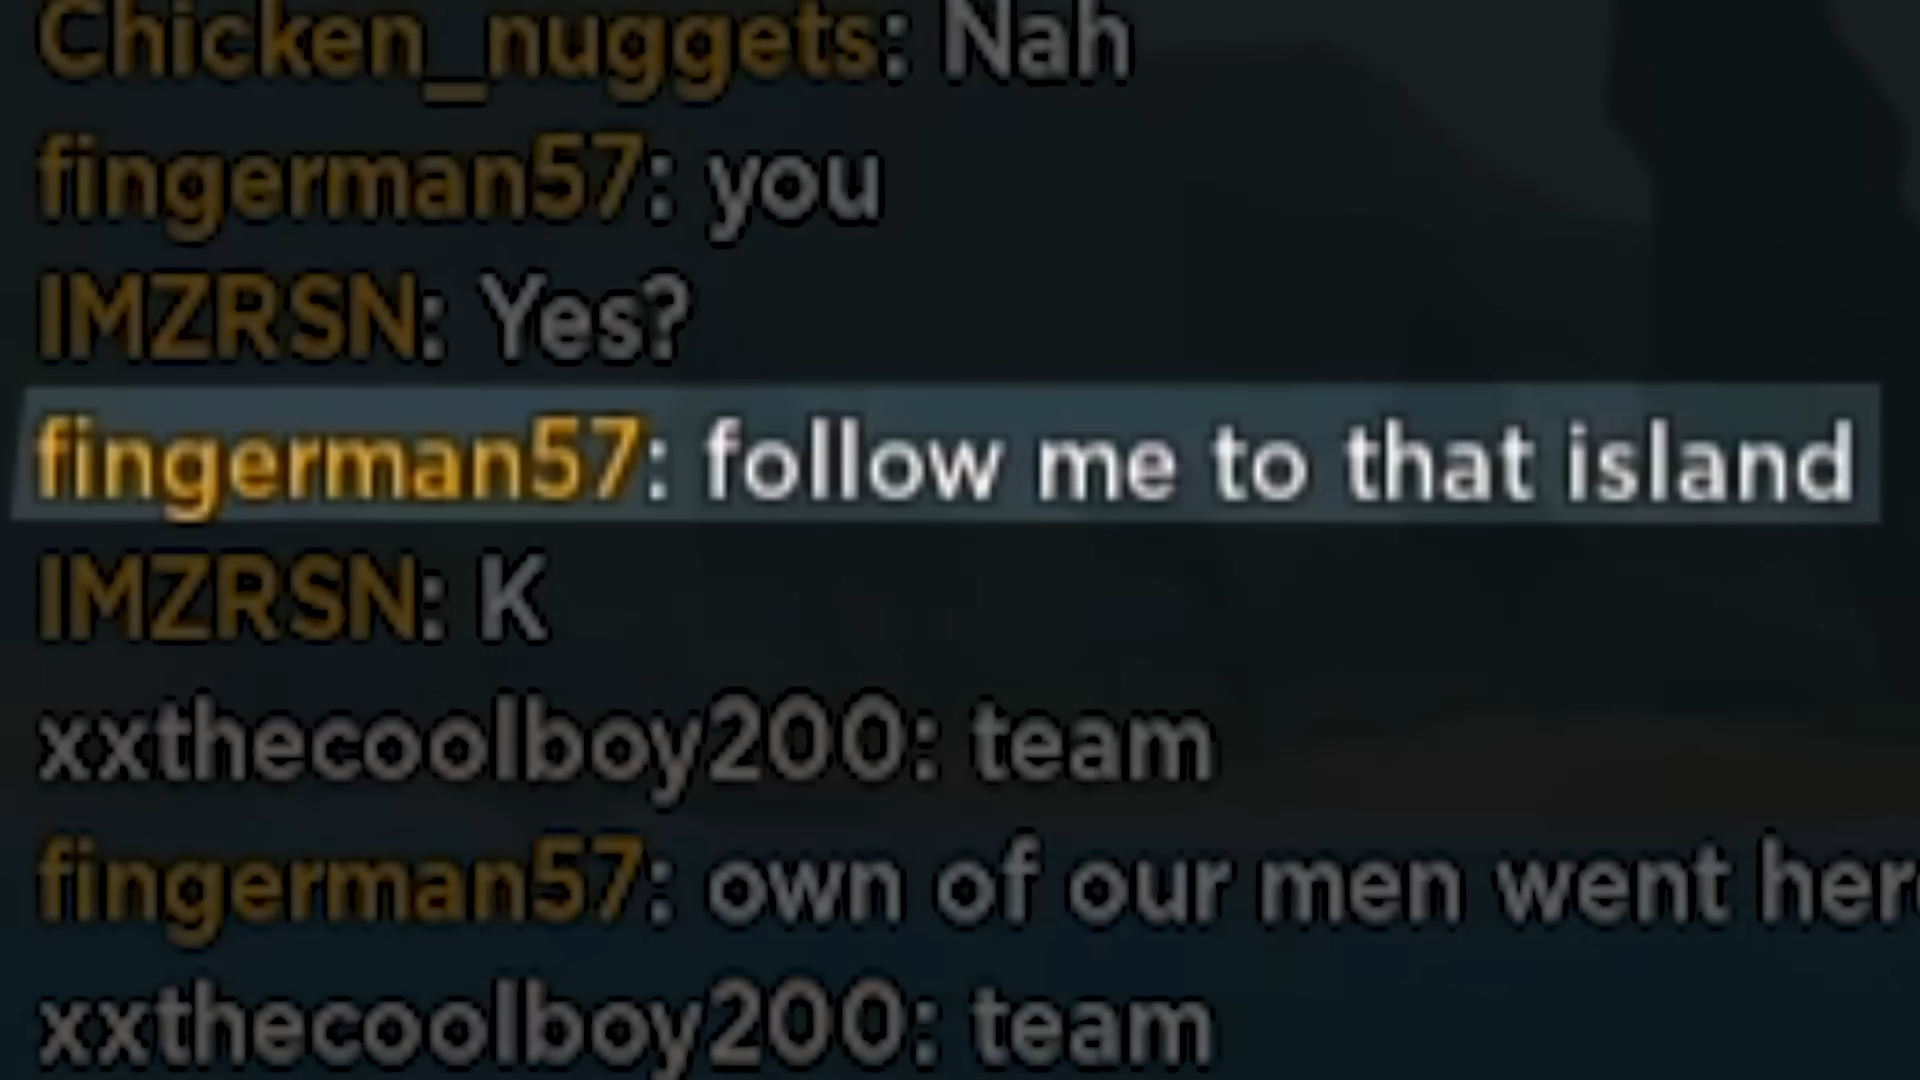 Chicken_nuggets: Nah
fingerman57: you
IMZRSN: Yes?
fingerman57: follow me to that island
IMZRSN: K
xxthecoolboy200: team
fingerman57: own of our men went
xxthecoolboy200: team